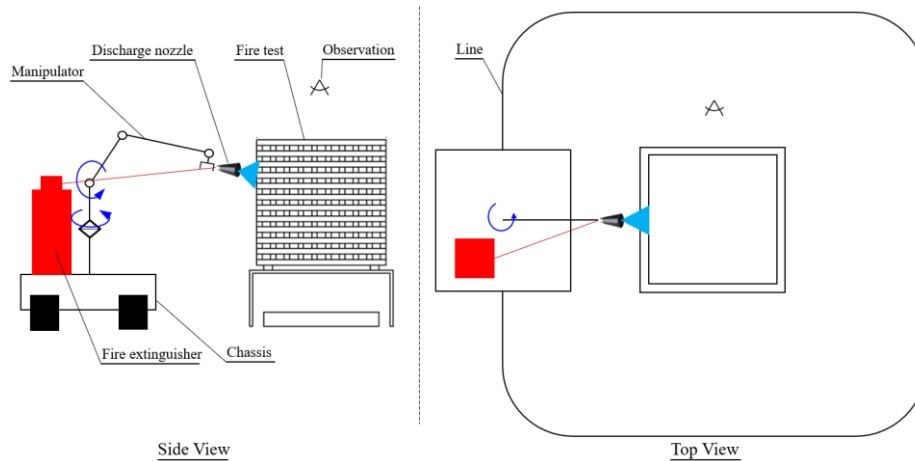 Discharge nozzle
Fire test
Observation
Manipulator
Line
Fire extinguisher
Chassis
Side View
Top View